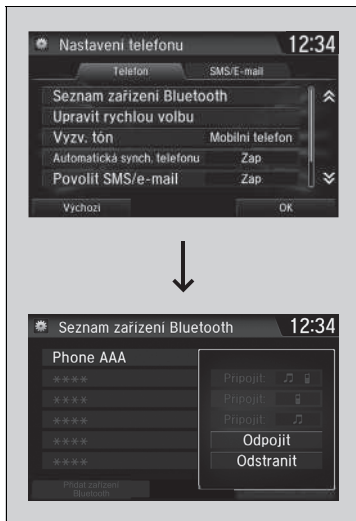 Nastavení telefonu 12:34
Telefon SMS/E-mail
Seznam zařízení Bluetooth
Upravit rychlou volbu
Vyzv. tón Mobilní telefon
Automatická synch. telefonu Zap
Povolit SMS/e-mail Zap
Výchozí OK
Seznam zařízení Bluetooth 12:34
Phone AAA
**** Připojit:
**** Připojit:
**** Připojit:
**** Odpojit
**** Odstranit
Přidat zařízení
Bluetooth